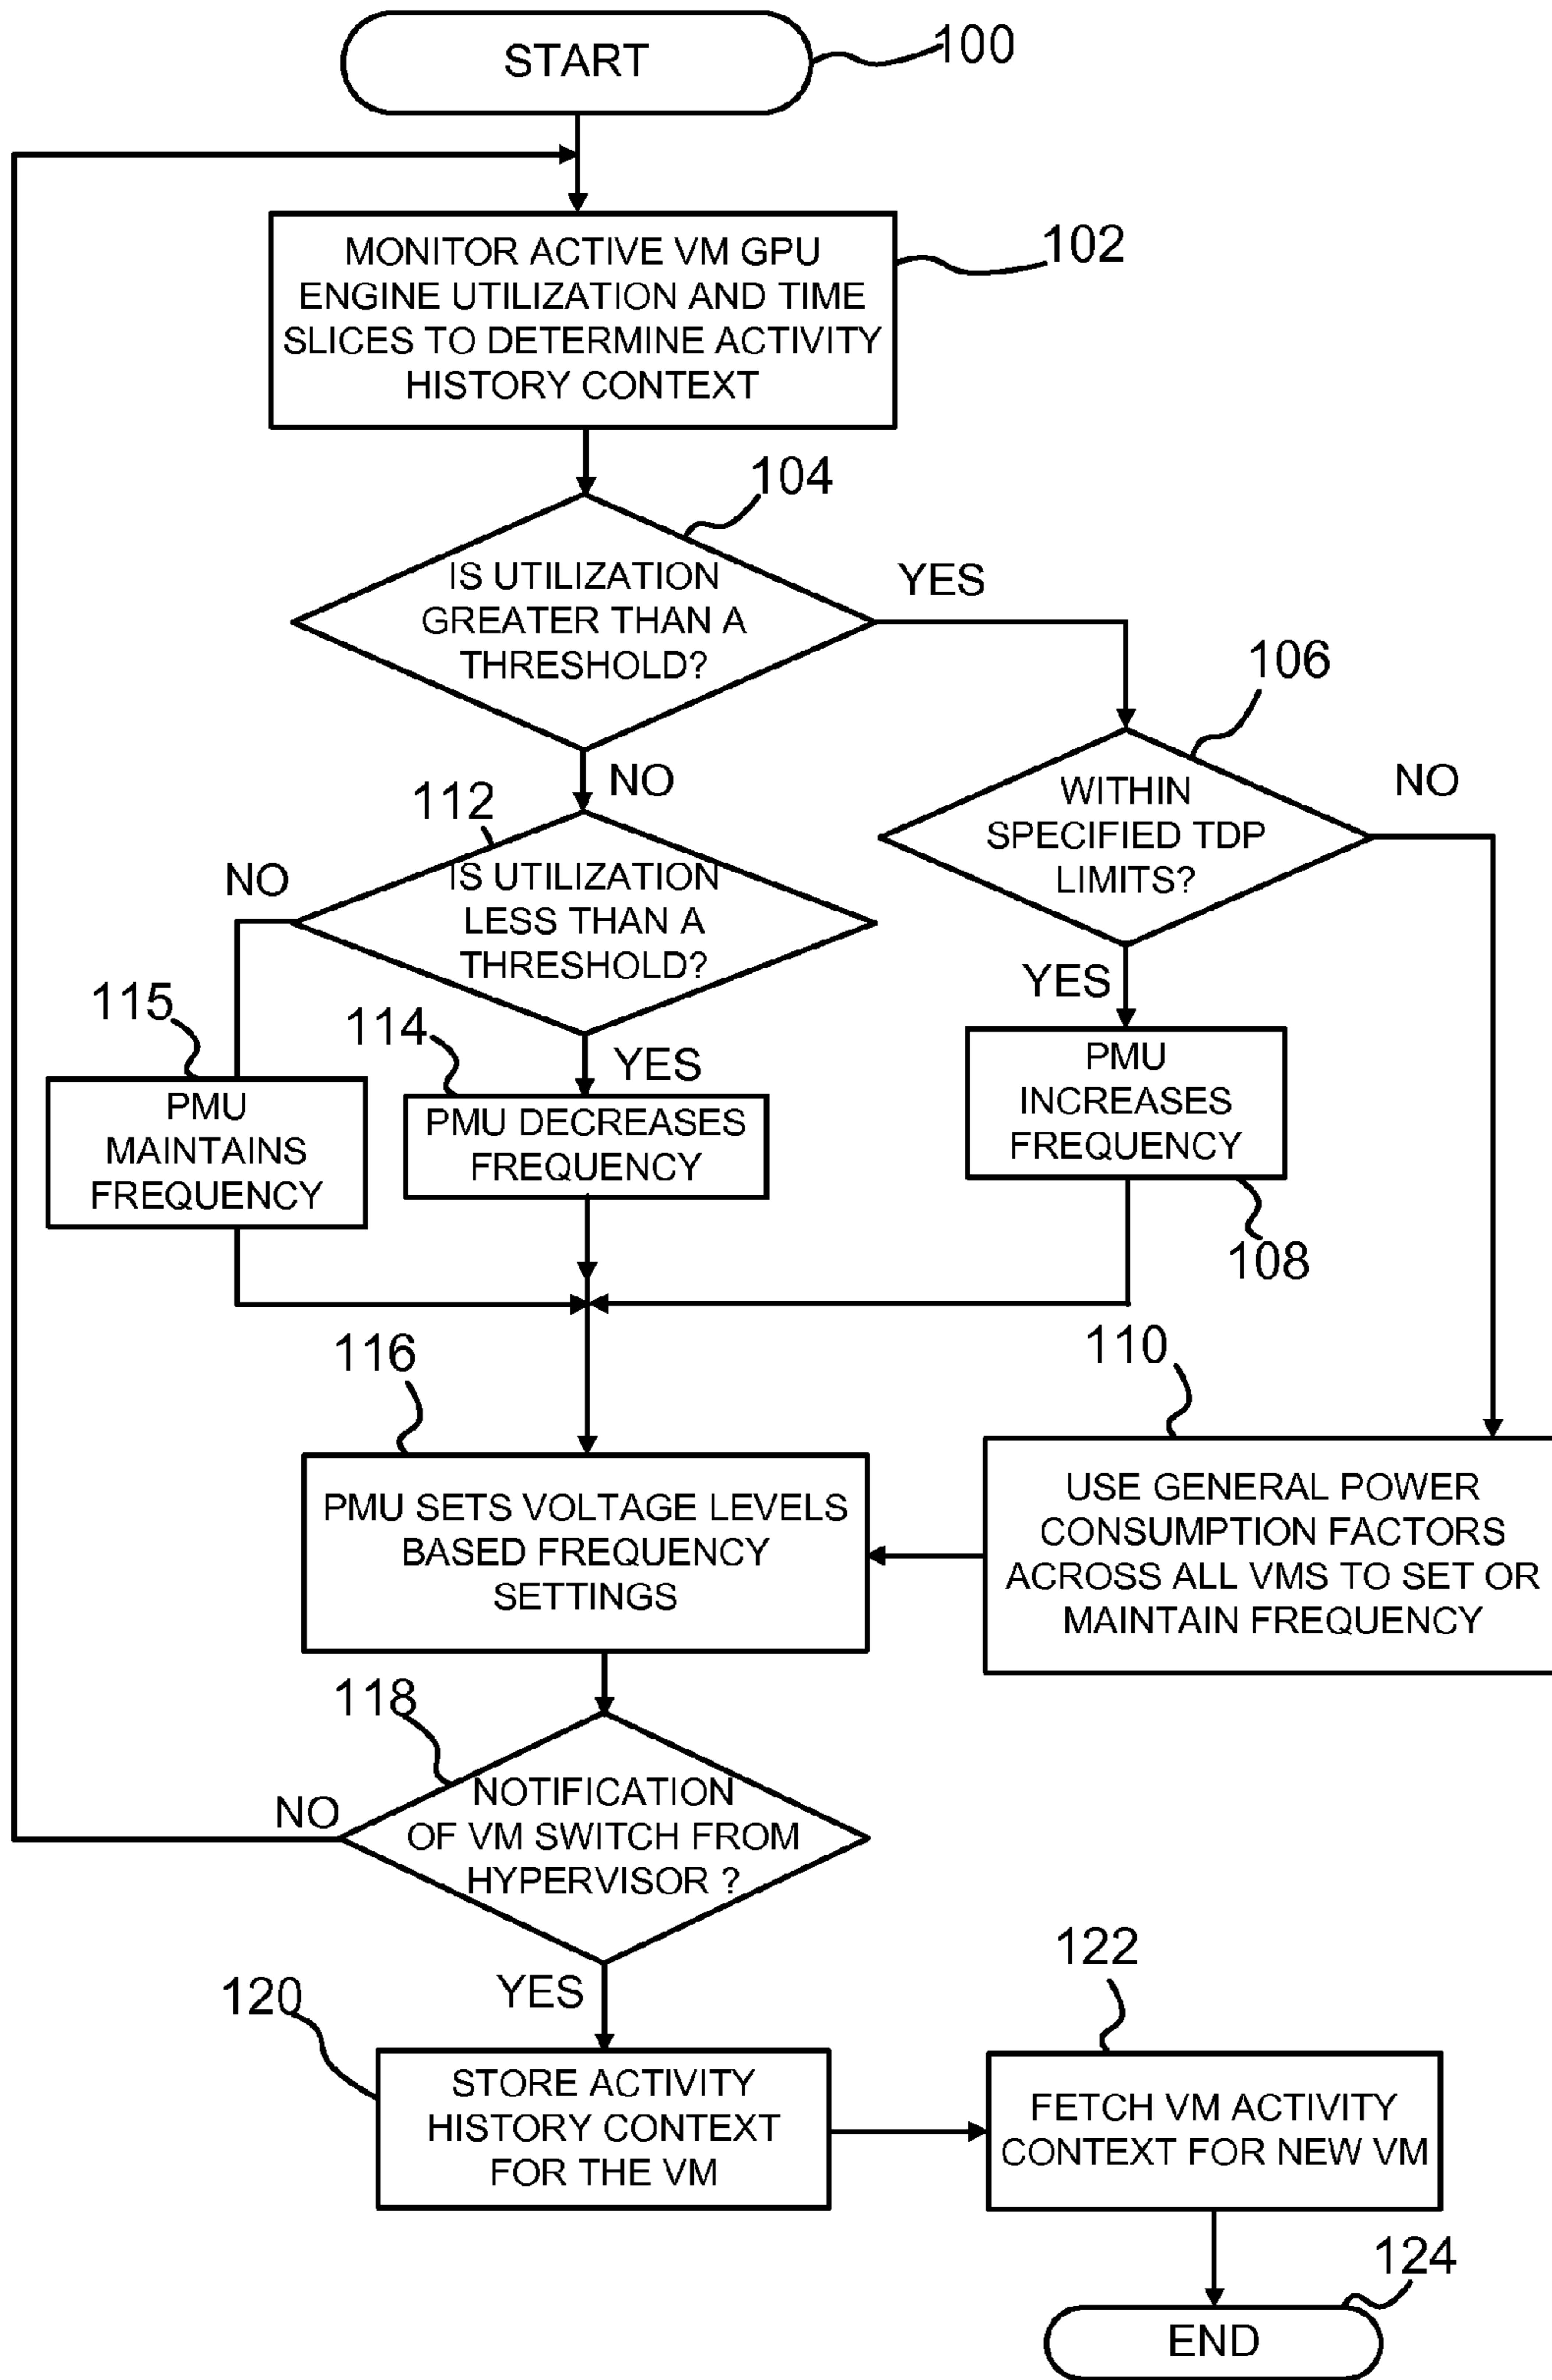 START
100
MONITOR ACTIVE VM GPU
ENGINE UTILIZATION AND TIME
SLICES TO DETERMINE ACTIVITY
HISTORY CONTEXT
102
104
IS UTILIZATION
GREATER THAN A
THRESHOLD?
YES
106
NO
WITHIN
SPECIFIED TDP
LIMITS?
NO
112
NO
IS UTILIZATION
LESS THAN A
THRESHOLD?
YES
115
114
YES
PMU
MAINTAINS
FREQUENCY
PMU DECREASES
FREQUENCY
PMU
INCREASES
FREQUENCY
108
116
110
PMU SETS VOLTAGE LEVELS
BASED FREQUENCY
SETTINGS
USE GENERAL POWER
CONSUMPTION FACTORS
ACROSS ALL VMS TO SET OR
MAINTAIN FREQUENCY
118
NO
NOTIFICATION
OF VM SWITCH FROM
HYPERVISOR ?
YES
120
122
STORE ACTIVITY
HISTORY CONTEXT
FOR THE VM
FETCH VM ACTIVITY
CONTEXT FOR NEW VM
124
END